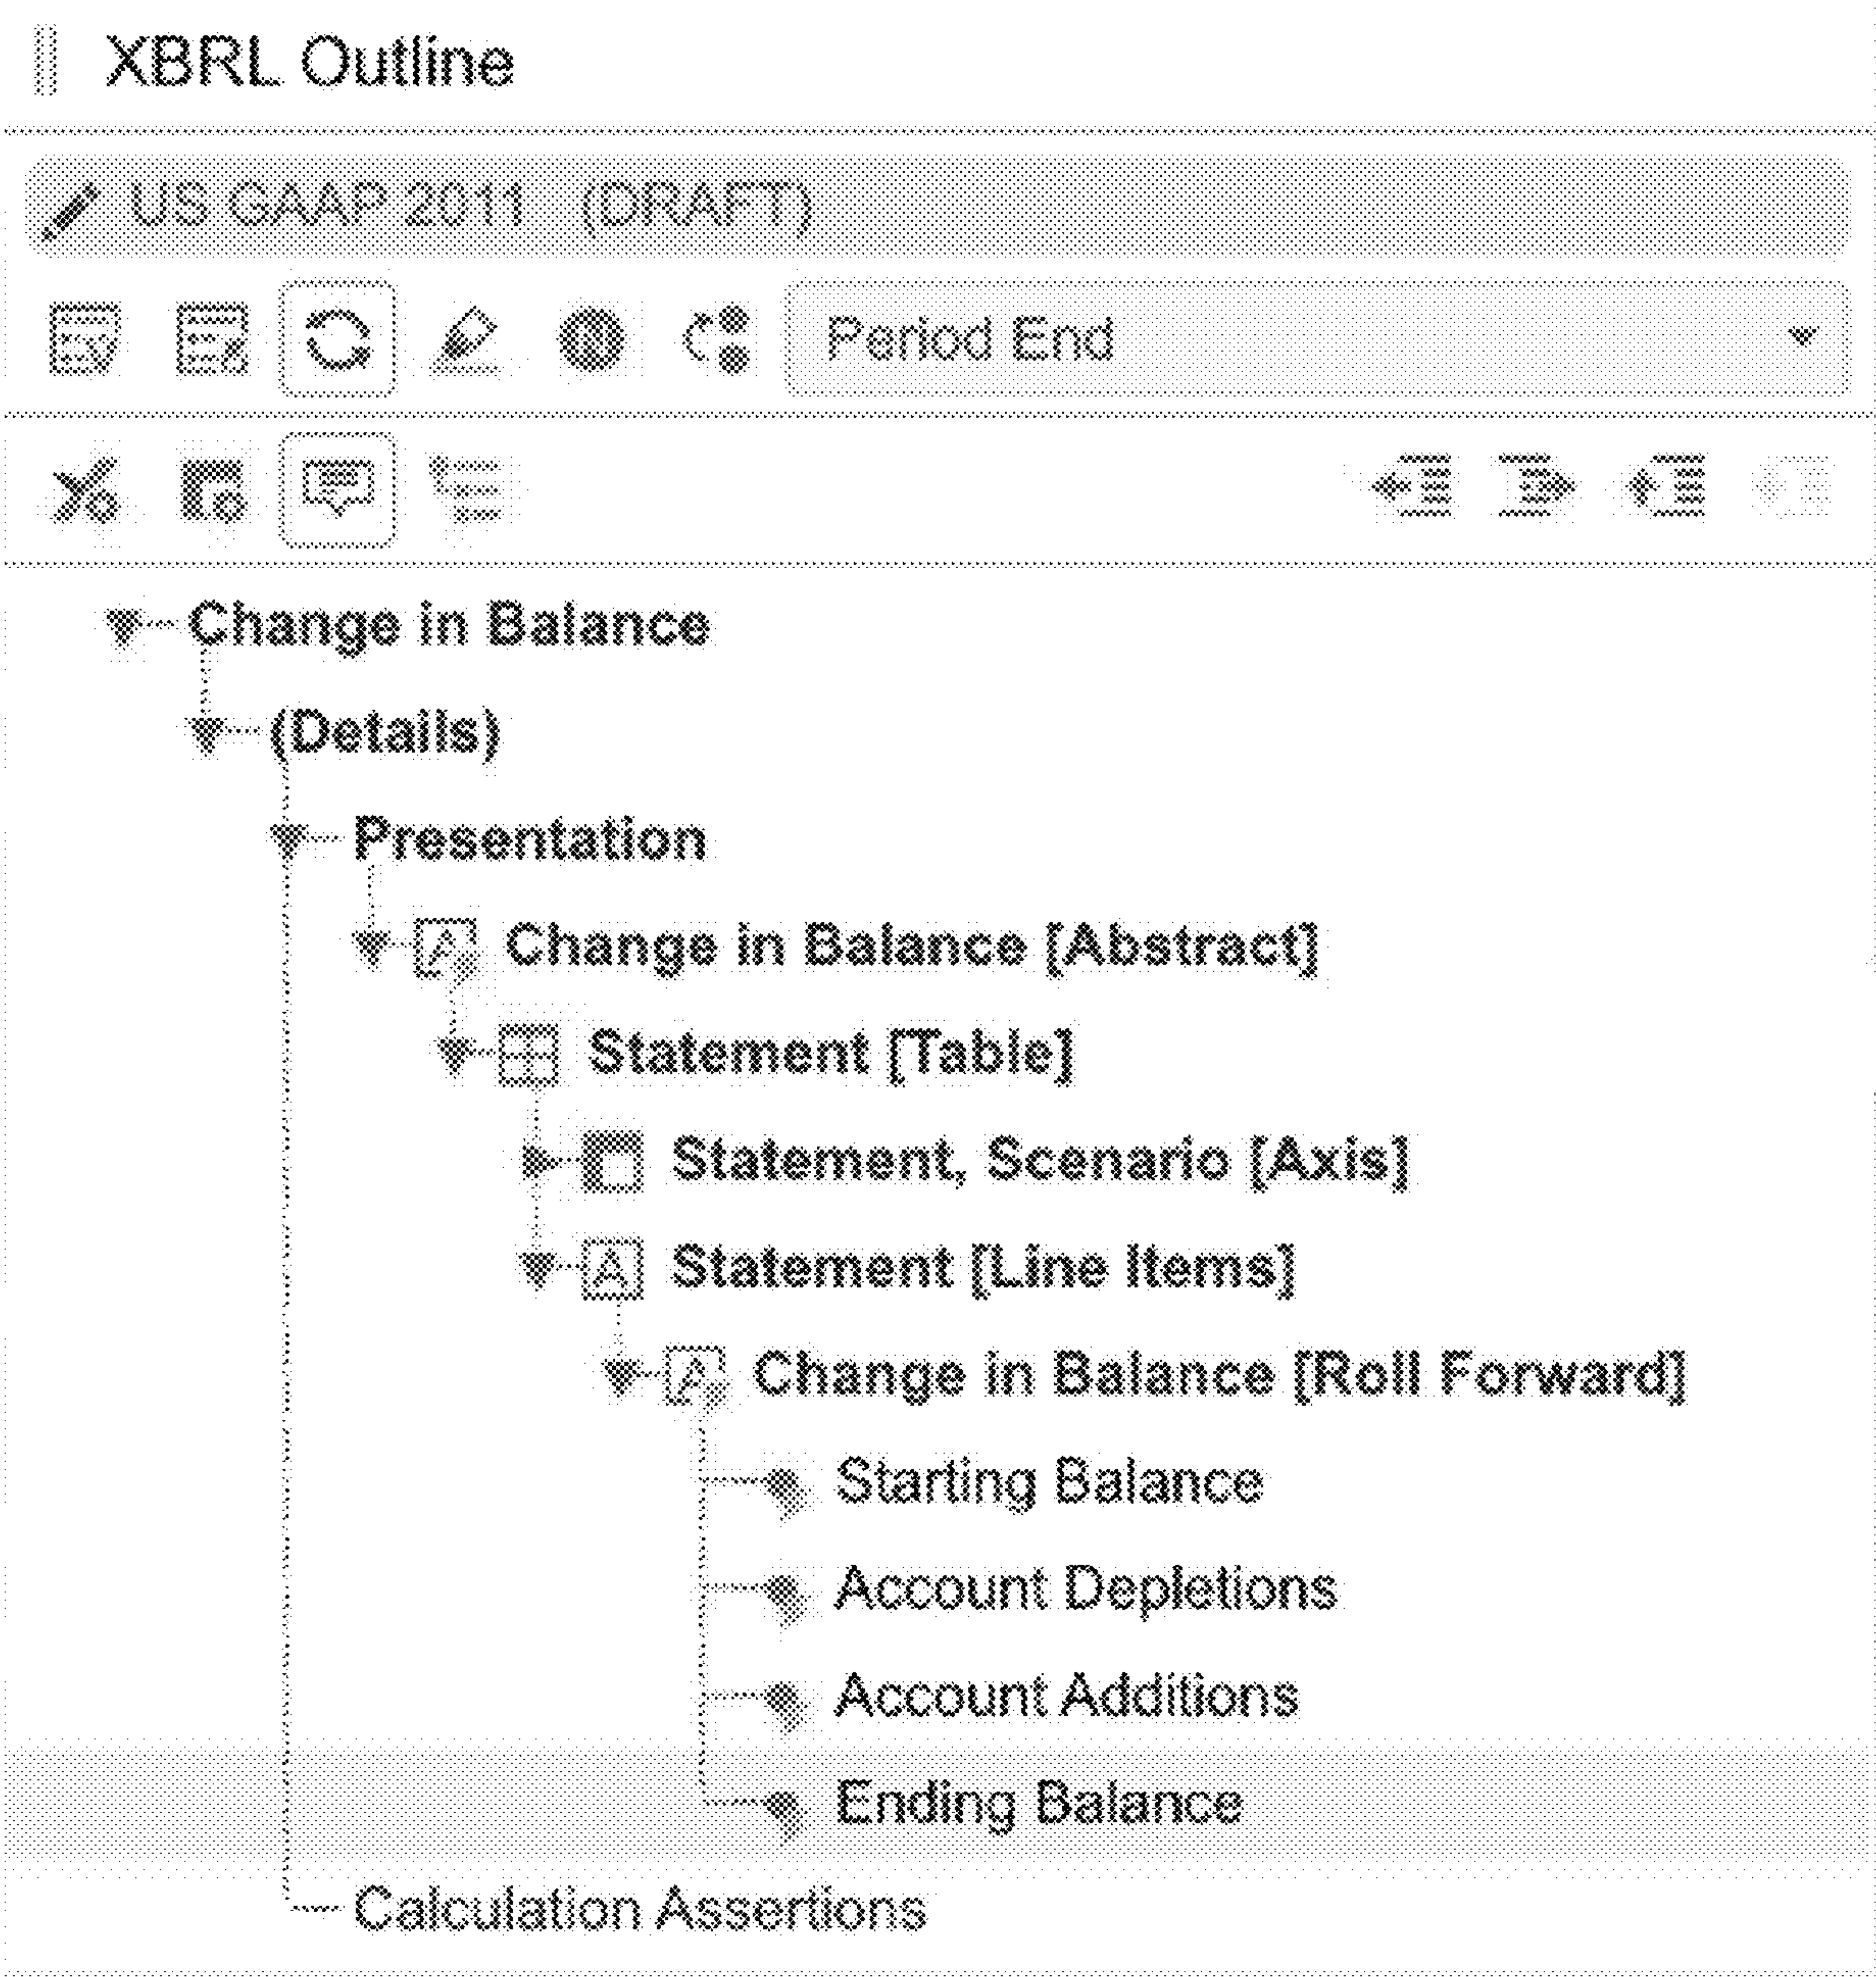 XBRL Outline
US GAAP 2011 (DRAFT)
Period End
Change in Balance
(Details)
Presentation
A Change in Balance [Abstract]
Statement [Table]
Statement, Scenario [Axis]
A Statement [Line Items]
A Change in Balance [Roll Forward]
Starting Balance
Account Depletions
Account Additions
Ending Balance
Calculation Assertions